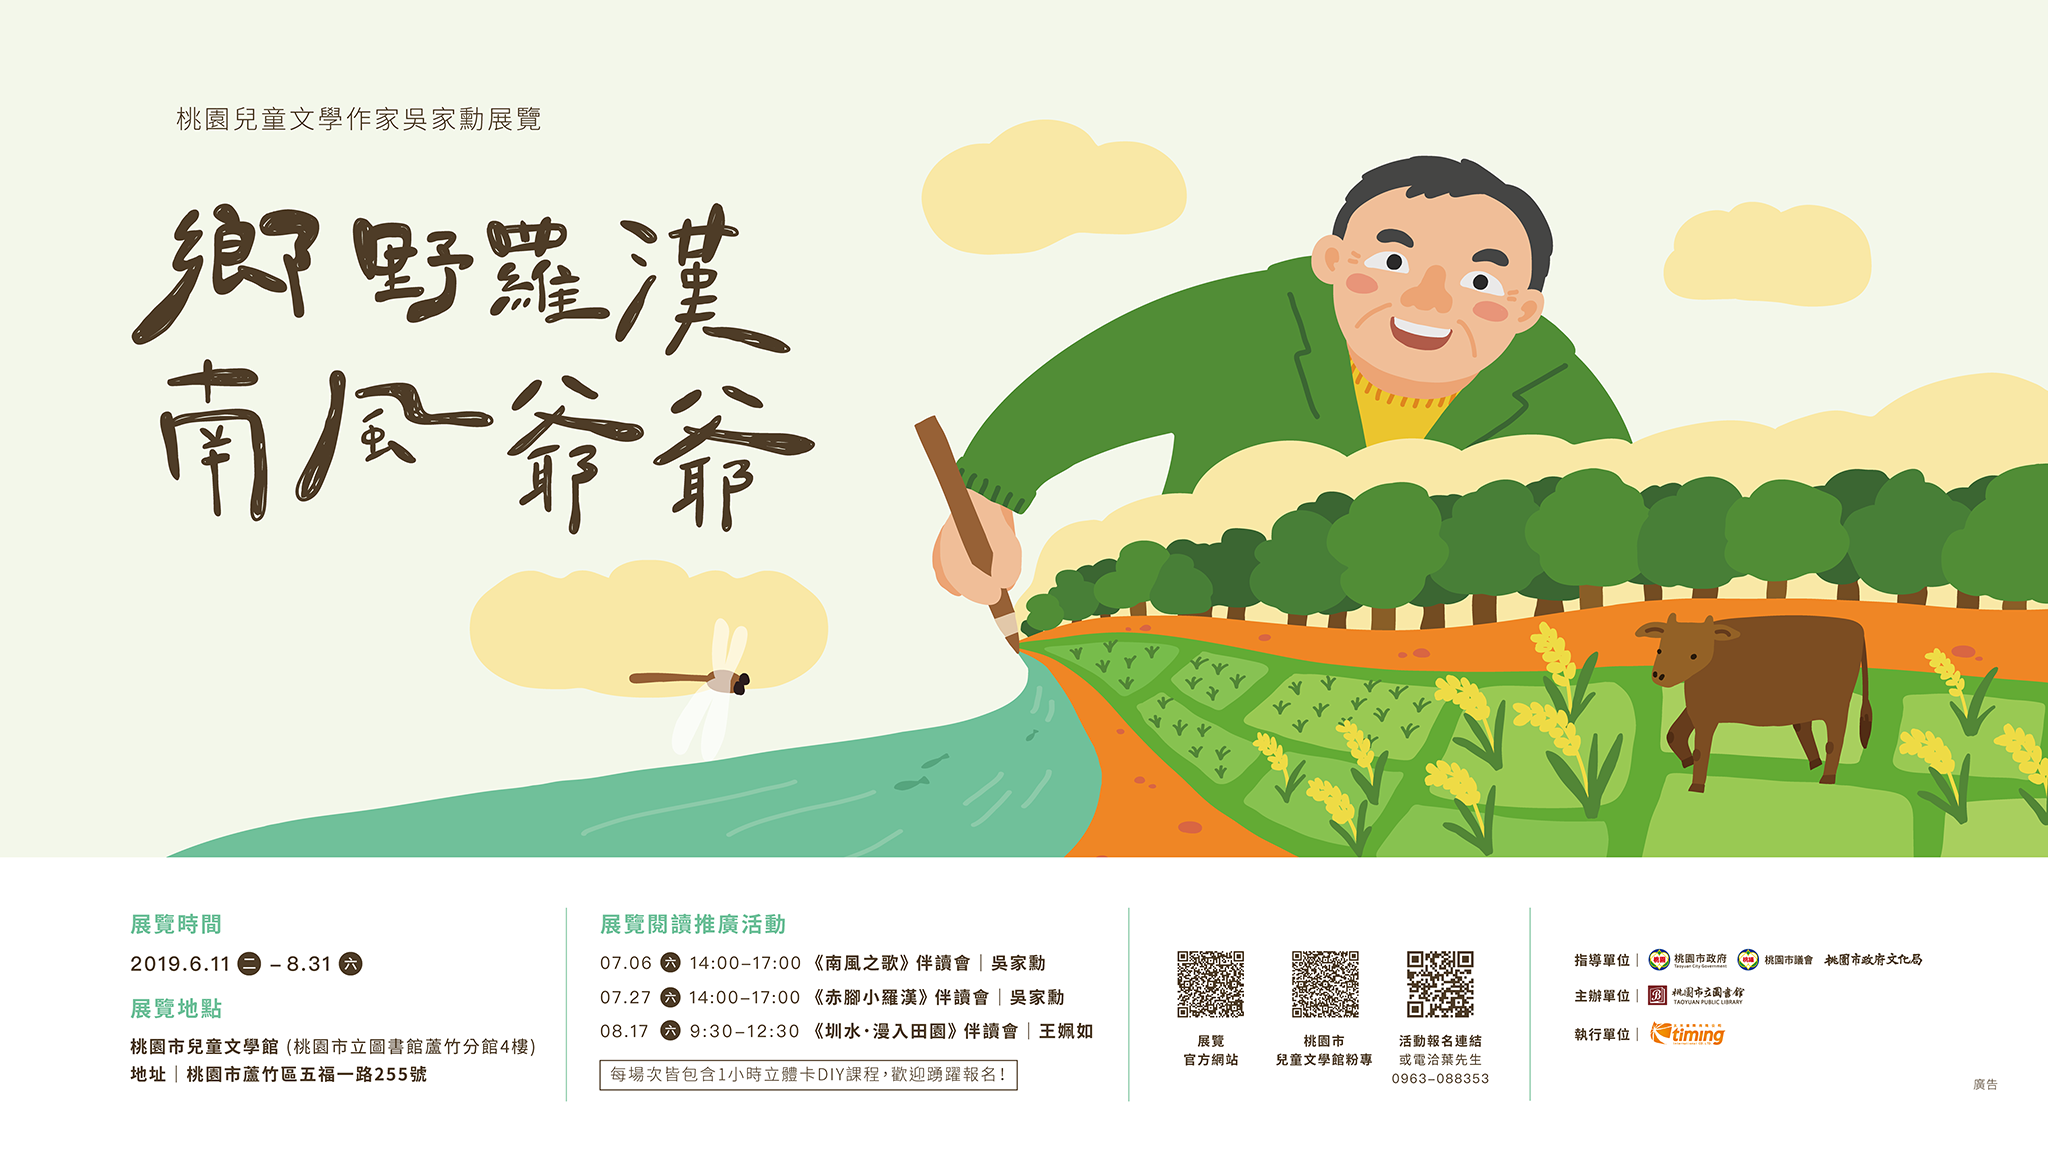 桃園兒童文學作家吳家勳展覽
鄉野羅漢
南風爺爺
展覽時間
2019.6.11 二 – 8.31 六
展覽地點
桃園市兒童文學館 (桃園市立圖書館蘆竹分館4樓)
地址｜桃園市蘆竹區五福一路255號
展覽閱讀推廣活動
07.06 六 14:00–17:00 《南風之歌》伴讀會｜吳家勳
07.27 六 14:00–17:00 《赤腳小羅漢》伴讀會｜吳家勳
08.17 六 9:30–12:30 《圳水·漫入田園》伴讀會｜王姵如
每場次皆包含1小時立體卡DIY課程，歡迎踴躍報名！
展覽
官方網站
桃園市
兒童文學館粉專
活動報名連結
或電洽葉先生
0963–088353
指導單位｜ 桃園市政府 Taoyuan City Government 桃園市議會 桃園市政府文化局
主辦單位｜ 桃園市立圖書館 TAOYUAN PUBLIC LIBRARY
執行單位｜ timing
廣告